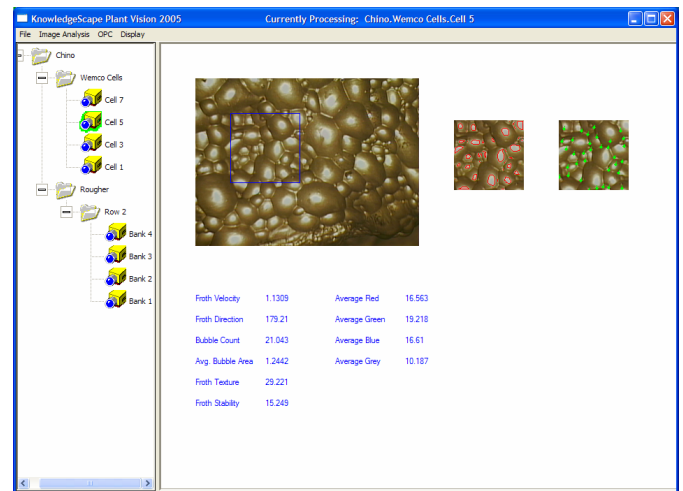 KnowledgeScape Plant Vision 2005 Currently Processing: Chino.Wemco Cells.Cell 5
File Image Analysis OPC Display
Chino
Wemco Cells
Cell 7
Cell 5
Cell 3
Cell 1
Rougher
Row 2
Bank 4
Bank 3
Bank 2
Bank 1
Froth Velocity 1.1309 Average Red 16.563
Froth Direction 179.21 Average Green 19.218
Bubble Count 21.043 Average Blue 16.61
Avg. Bubble Area 1.2442 Average Grey 10.187
Froth Texture 29.221
Froth Stability 15.249